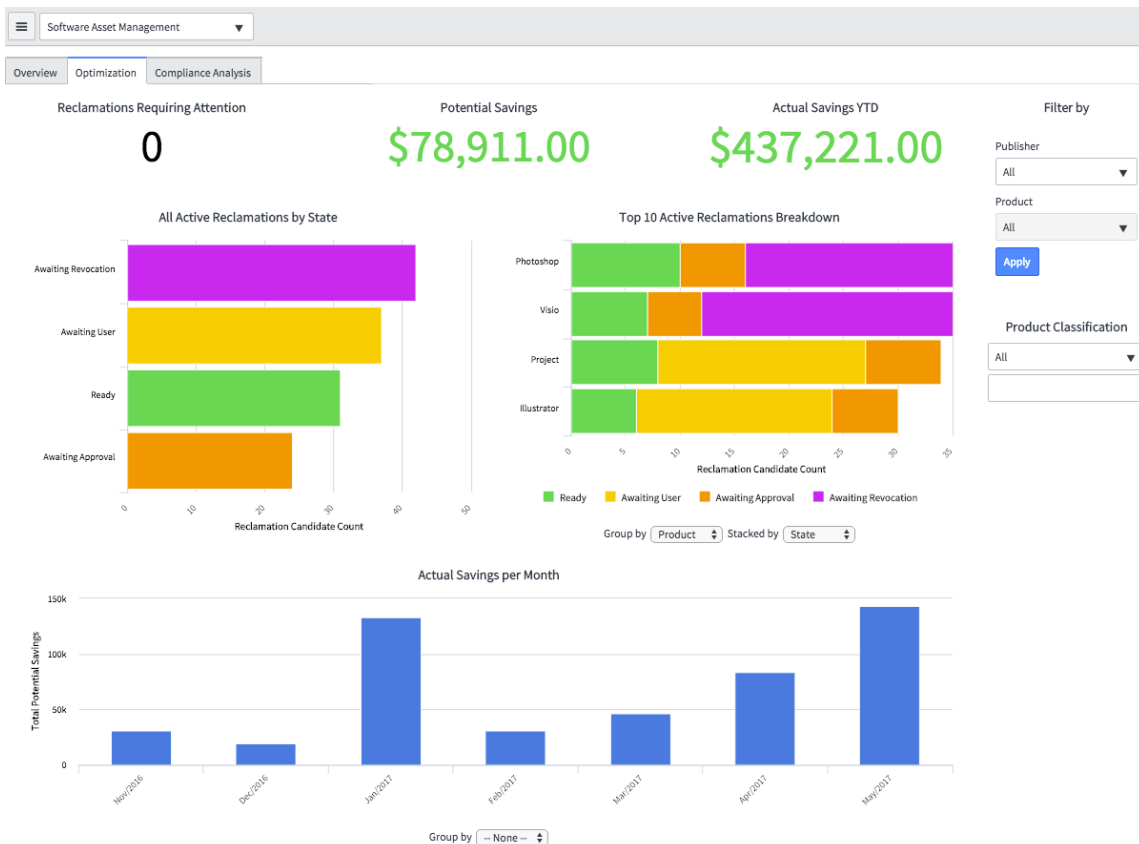 Software Asset Management
Overview Optimization Compliance Analysis
Reclamations Requiring Attention
0
Potential Savings
$78,911.00
Actual Savings YTD
$437,221.00
Filter by
Publisher
All
Product
All
Apply
Product Classification
All
All Active Reclamations by State
Awaiting Revocation
Awaiting User
Ready
Awaiting Approval
0 10 20 30 40 50
Reclamation Candidate Count
Top 10 Active Reclamations Breakdown
Photoshop
Visio
Project
Illustrator
0 5 10 15 20 25 30 35
Reclamation Candidate Count
Ready Awaiting User Awaiting Approval Awaiting Revocation
Group by Product Stacked by State
Actual Savings per Month
Total Potential Savings
150k
100k
50k
0
Nov/2016 Dec/2016 Jan/2017 Feb/2017 Mar/2017 Apr/2017 May/2017
Group by -- None --